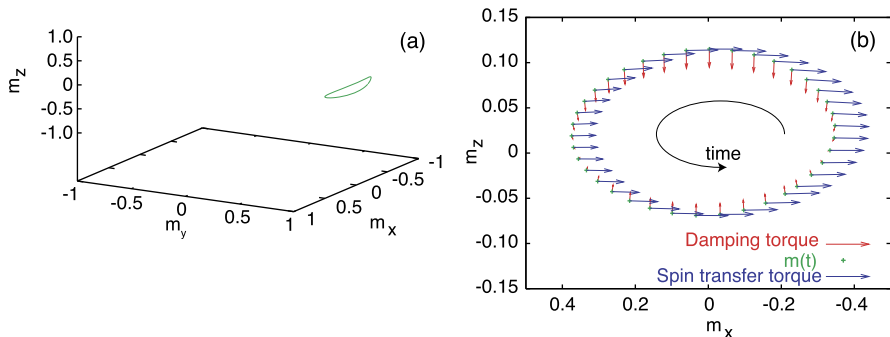 (a)
1.0
0.5
0
-0.5
-1.0
m_z
-1
-0.5
0
0.5
1
m_y
1
0.5
0
-0.5
-1
m_x
(b)
0.15
0.10
0.05
0
-0.05
-0.10
-0.15
m_z
time
Damping torque
m(t)
Spin transfer torque
0.4
0.2
0
-0.2
-0.4
m_x